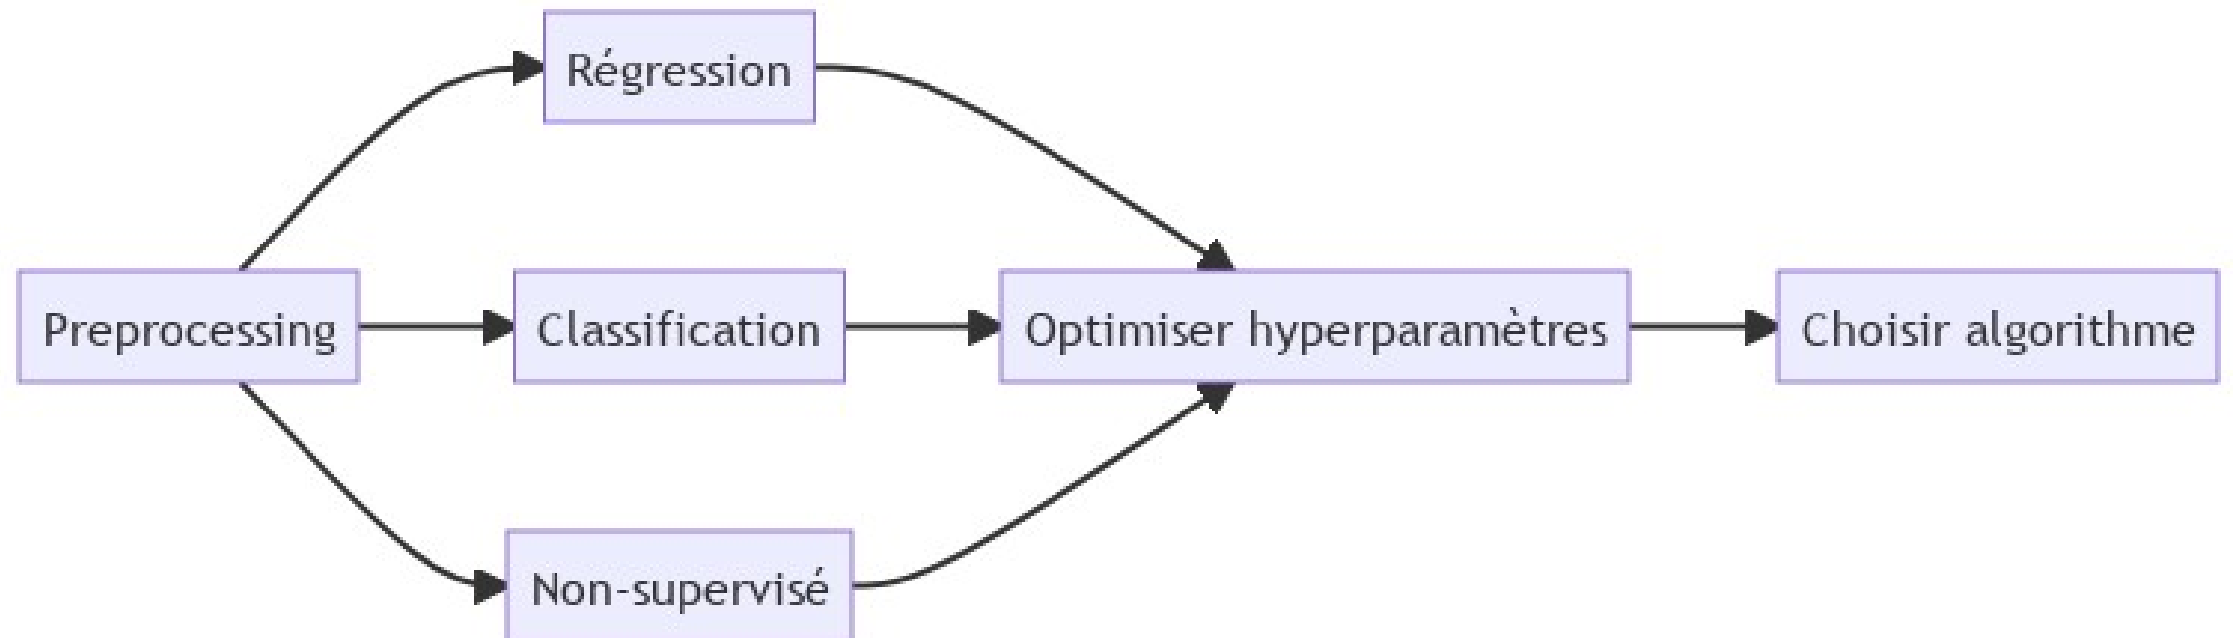 Régression
Preprocessing
Classification
Optimiser hyperparamètres
Choisir algorithme
Non-supervisé